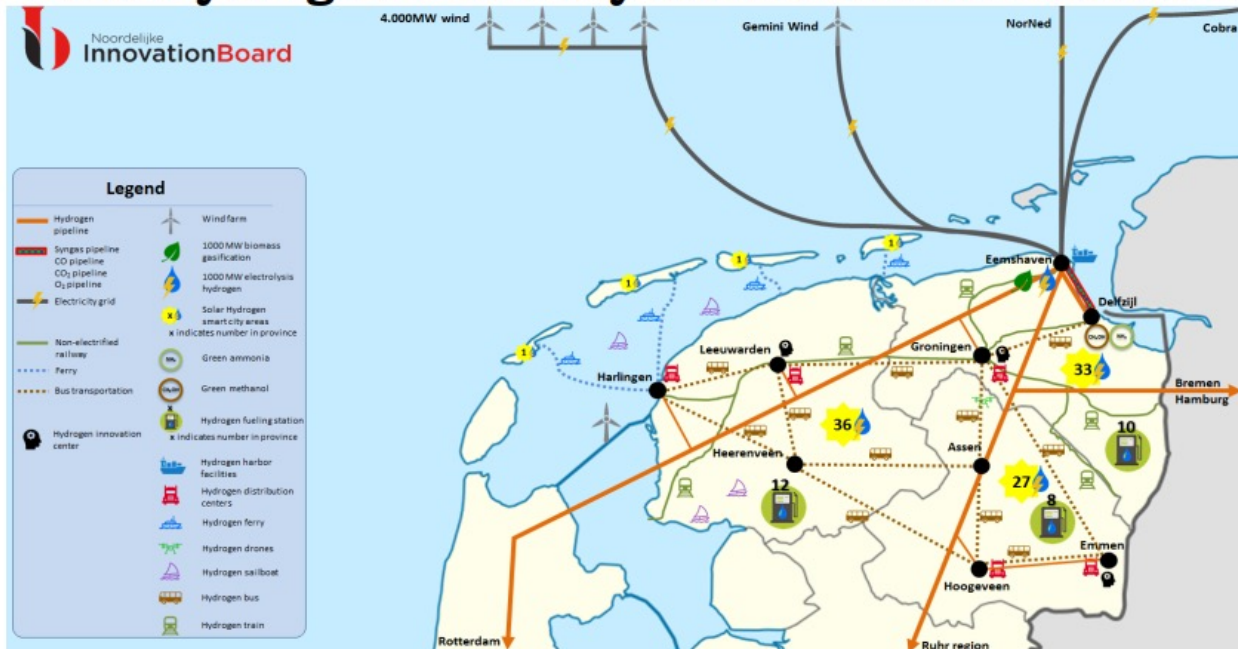 4.000MW wind
Gemini Wind
NorNed
Cobra
Noordelijke
InnovationBoard
Legend
Hydrogen
pipeline
Syngas pipeline
CO pipeline
CO₂ pipeline
O₂ pipeline
Electricity grid
Non-electrified
railway
Ferry
Bus transportation
Hydrogen innovation
center
Wind farm
1000 MW biomass
gasification
1000 MW electrolysis
hydrogen
x
Solar Hydrogen
smart city areas
x indicates number in province
NH₃
Green ammonia
CH₃OH
Green methanol
x
Hydrogen fueling station
x indicates number in province
Hydrogen harbor
facilities
Hydrogen distribution
centers
Hydrogen ferry
Hydrogen drones
Hydrogen sailboat
Hydrogen bus
Hydrogen train
1
1
1
1
Eemshaven
Delfzijl
CH₃OH
NH₃
Groningen
Leeuwarden
Harlingen
33
Bremen
Hamburg
36
10
Heerenveen
Assen
12
27
8
Emmen
Hoogeveen
Rotterdam
Ruhr region